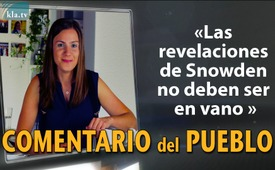 kla.tv
«Las
revelaciones
de Snowden
no deben ser
en vano »
COMENTARIO del PUEBLO